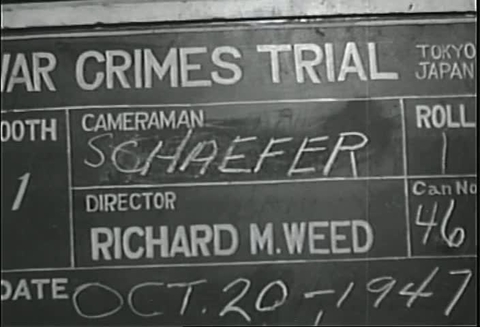 WAR CRIMES TRIAL
TOKYO
JAPAN
OOTH
1
CAMERAMAN
SCHAEFER
ROLL
1
DIRECTOR
RICHARD M. WEED
Can No
46
DATE OCT. 20-, 1947